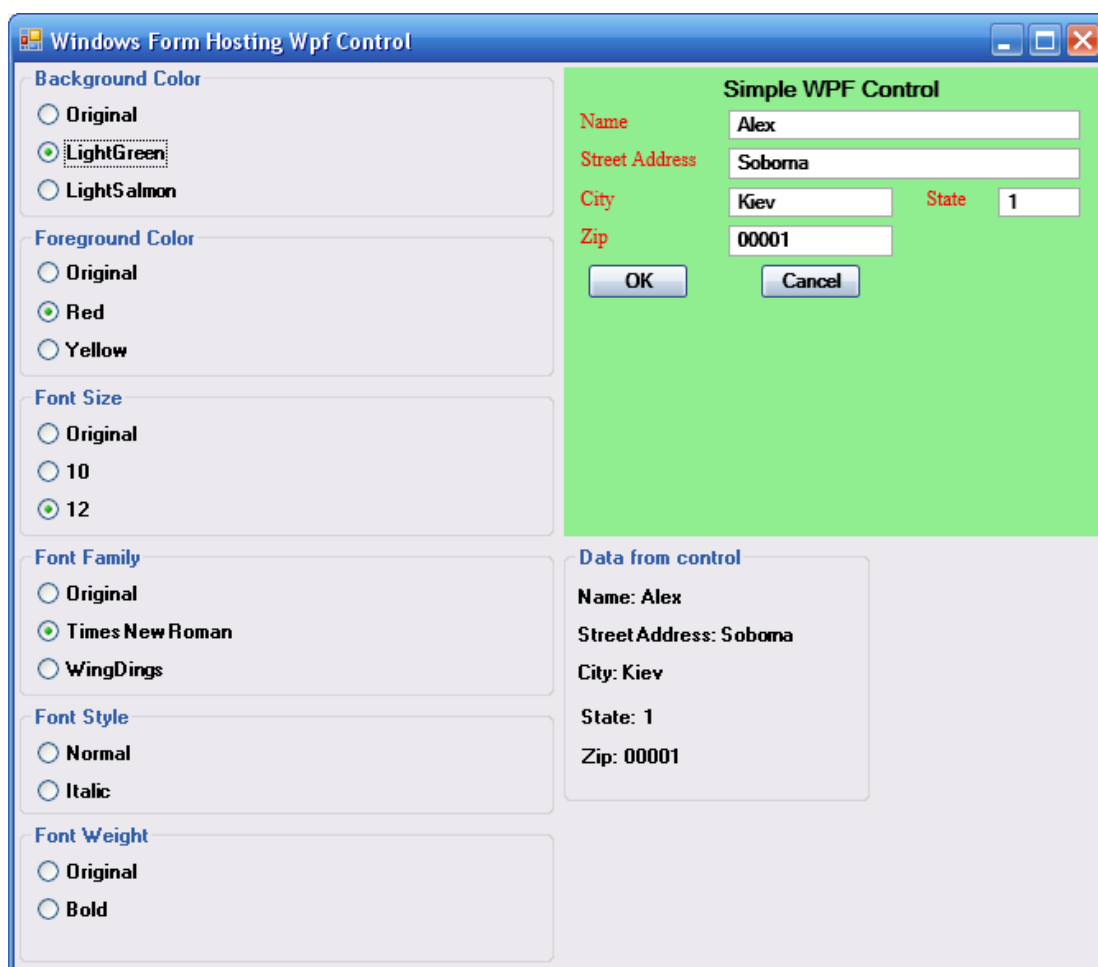 Windows Form Hosting Wpf Control
Background Color
Original
LightGreen
LightSalmon
Foreground Color
Original
Red
Yellow
Font Size
Original
10
12
Font Family
Original
Times New Roman
WingDings
Font Style
Normal
Italic
Font Weight
Original
Bold
Simple WPF Control
Name Alex
Street Address Soborna
City Kiev State 1
Zip 00001
OK Cancel
Data from control
Name: Alex
Street Address: Soborna
City: Kiev
State: 1
Zip: 00001